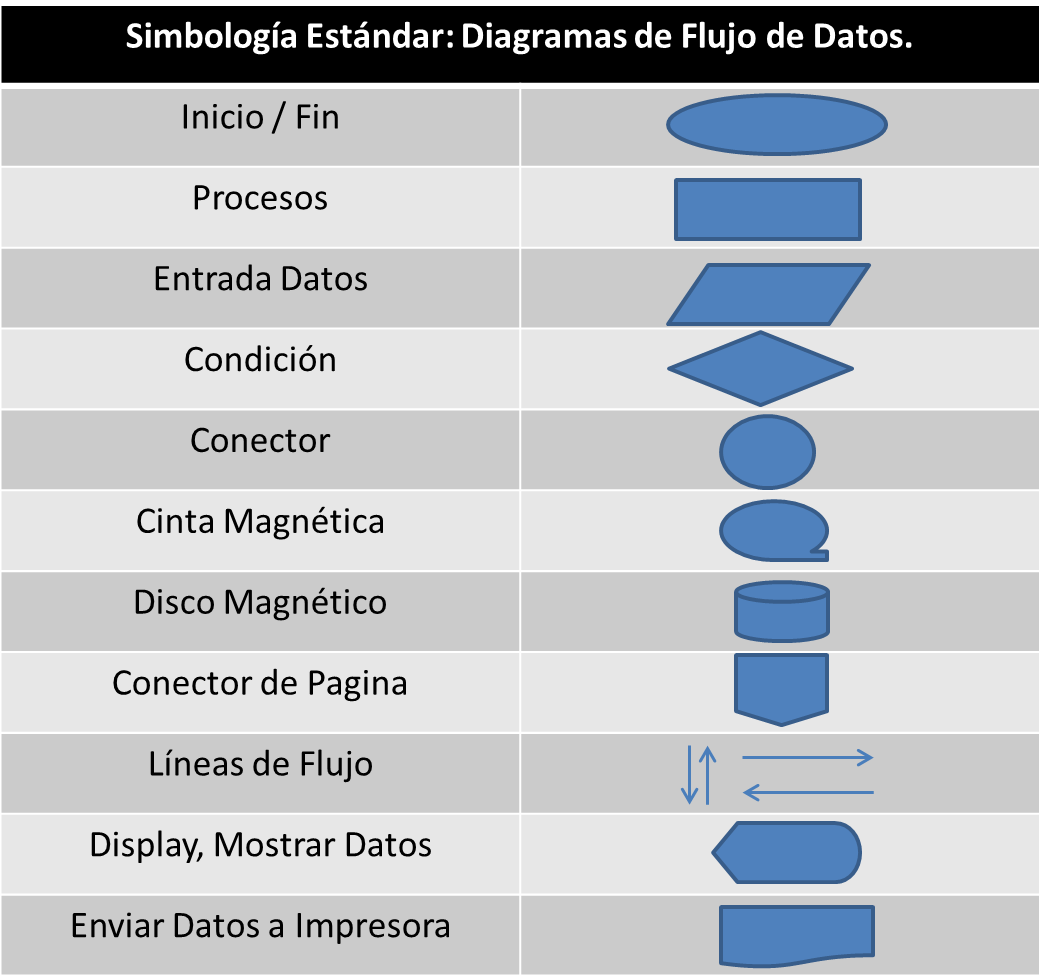 Simbología Estándar: Diagramas de Flujo de Datos.
Inicio / Fin
Procesos
Entrada Datos
Condición
Conector
Cinta Magnética
Disco Magnético
Conector de Pagina
Líneas de Flujo
Display, Mostrar Datos
Enviar Datos a Impresora